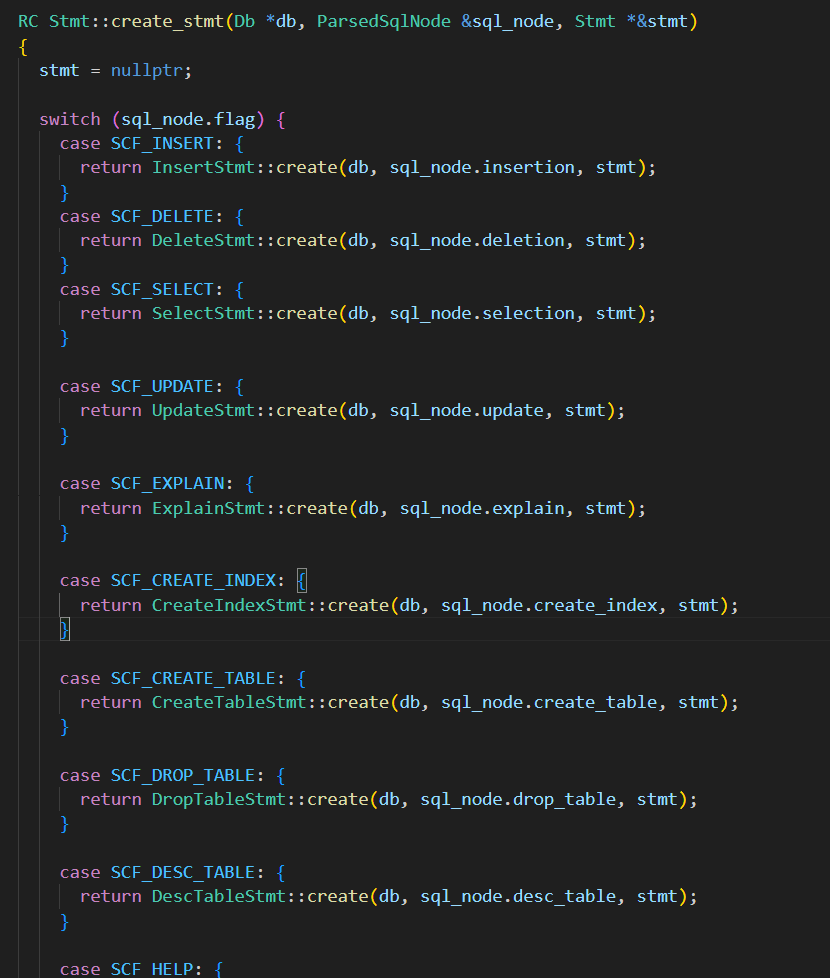 RC Stmt::create_stmt(Db *db, ParsedSqlNode &sql_node, Stmt *&stmt)
{
  stmt = nullptr;

  switch (sql_node.flag) {
    case SCF_INSERT: {
      return InsertStmt::create(db, sql_node.insertion, stmt);
    }
    case SCF_DELETE: {
      return DeleteStmt::create(db, sql_node.deletion, stmt);
    }
    case SCF_SELECT: {
      return SelectStmt::create(db, sql_node.selection, stmt);
    }

    case SCF_UPDATE: {
      return UpdateStmt::create(db, sql_node.update, stmt);
    }

    case SCF_EXPLAIN: {
      return ExplainStmt::create(db, sql_node.explain, stmt);
    }

    case SCF_CREATE_INDEX: {
      return CreateIndexStmt::create(db, sql_node.create_index, stmt);
    }

    case SCF_CREATE_TABLE: {
      return CreateTableStmt::create(db, sql_node.create_table, stmt);
    }

    case SCF_DROP_TABLE: {
      return DropTableStmt::create(db, sql_node.drop_table, stmt);
    }

    case SCF_DESC_TABLE: {
      return DescTableStmt::create(db, sql_node.desc_table, stmt);
    }

    case SCF_HELP: {